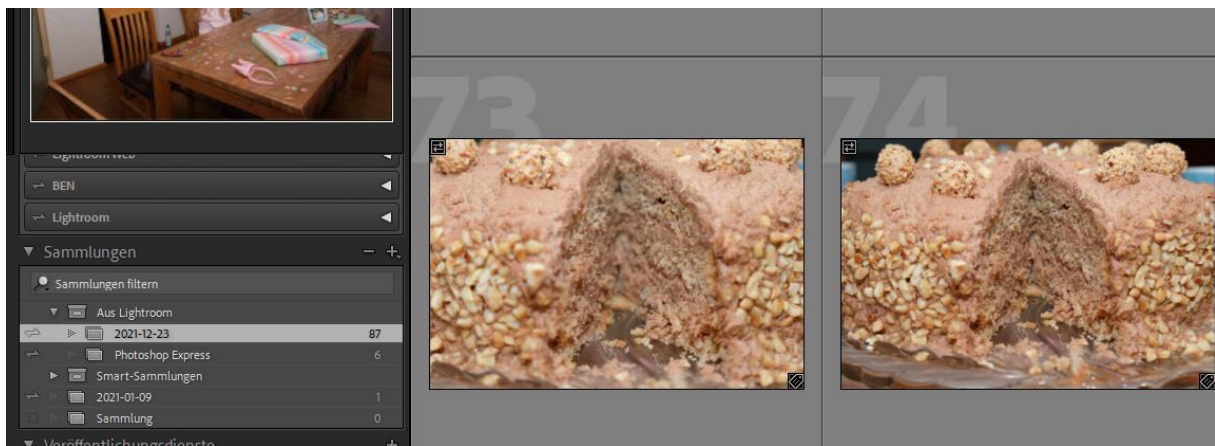 Lightroom Web
BEN
Lightroom
Sammlungen
Sammlungen filtern
Aus Lightroom
2021-12-23 87
Photoshop Express 6
Smart-Sammlungen
2021-01-09 1
Sammlung 0
Veröffentlichungsdienste
73
74